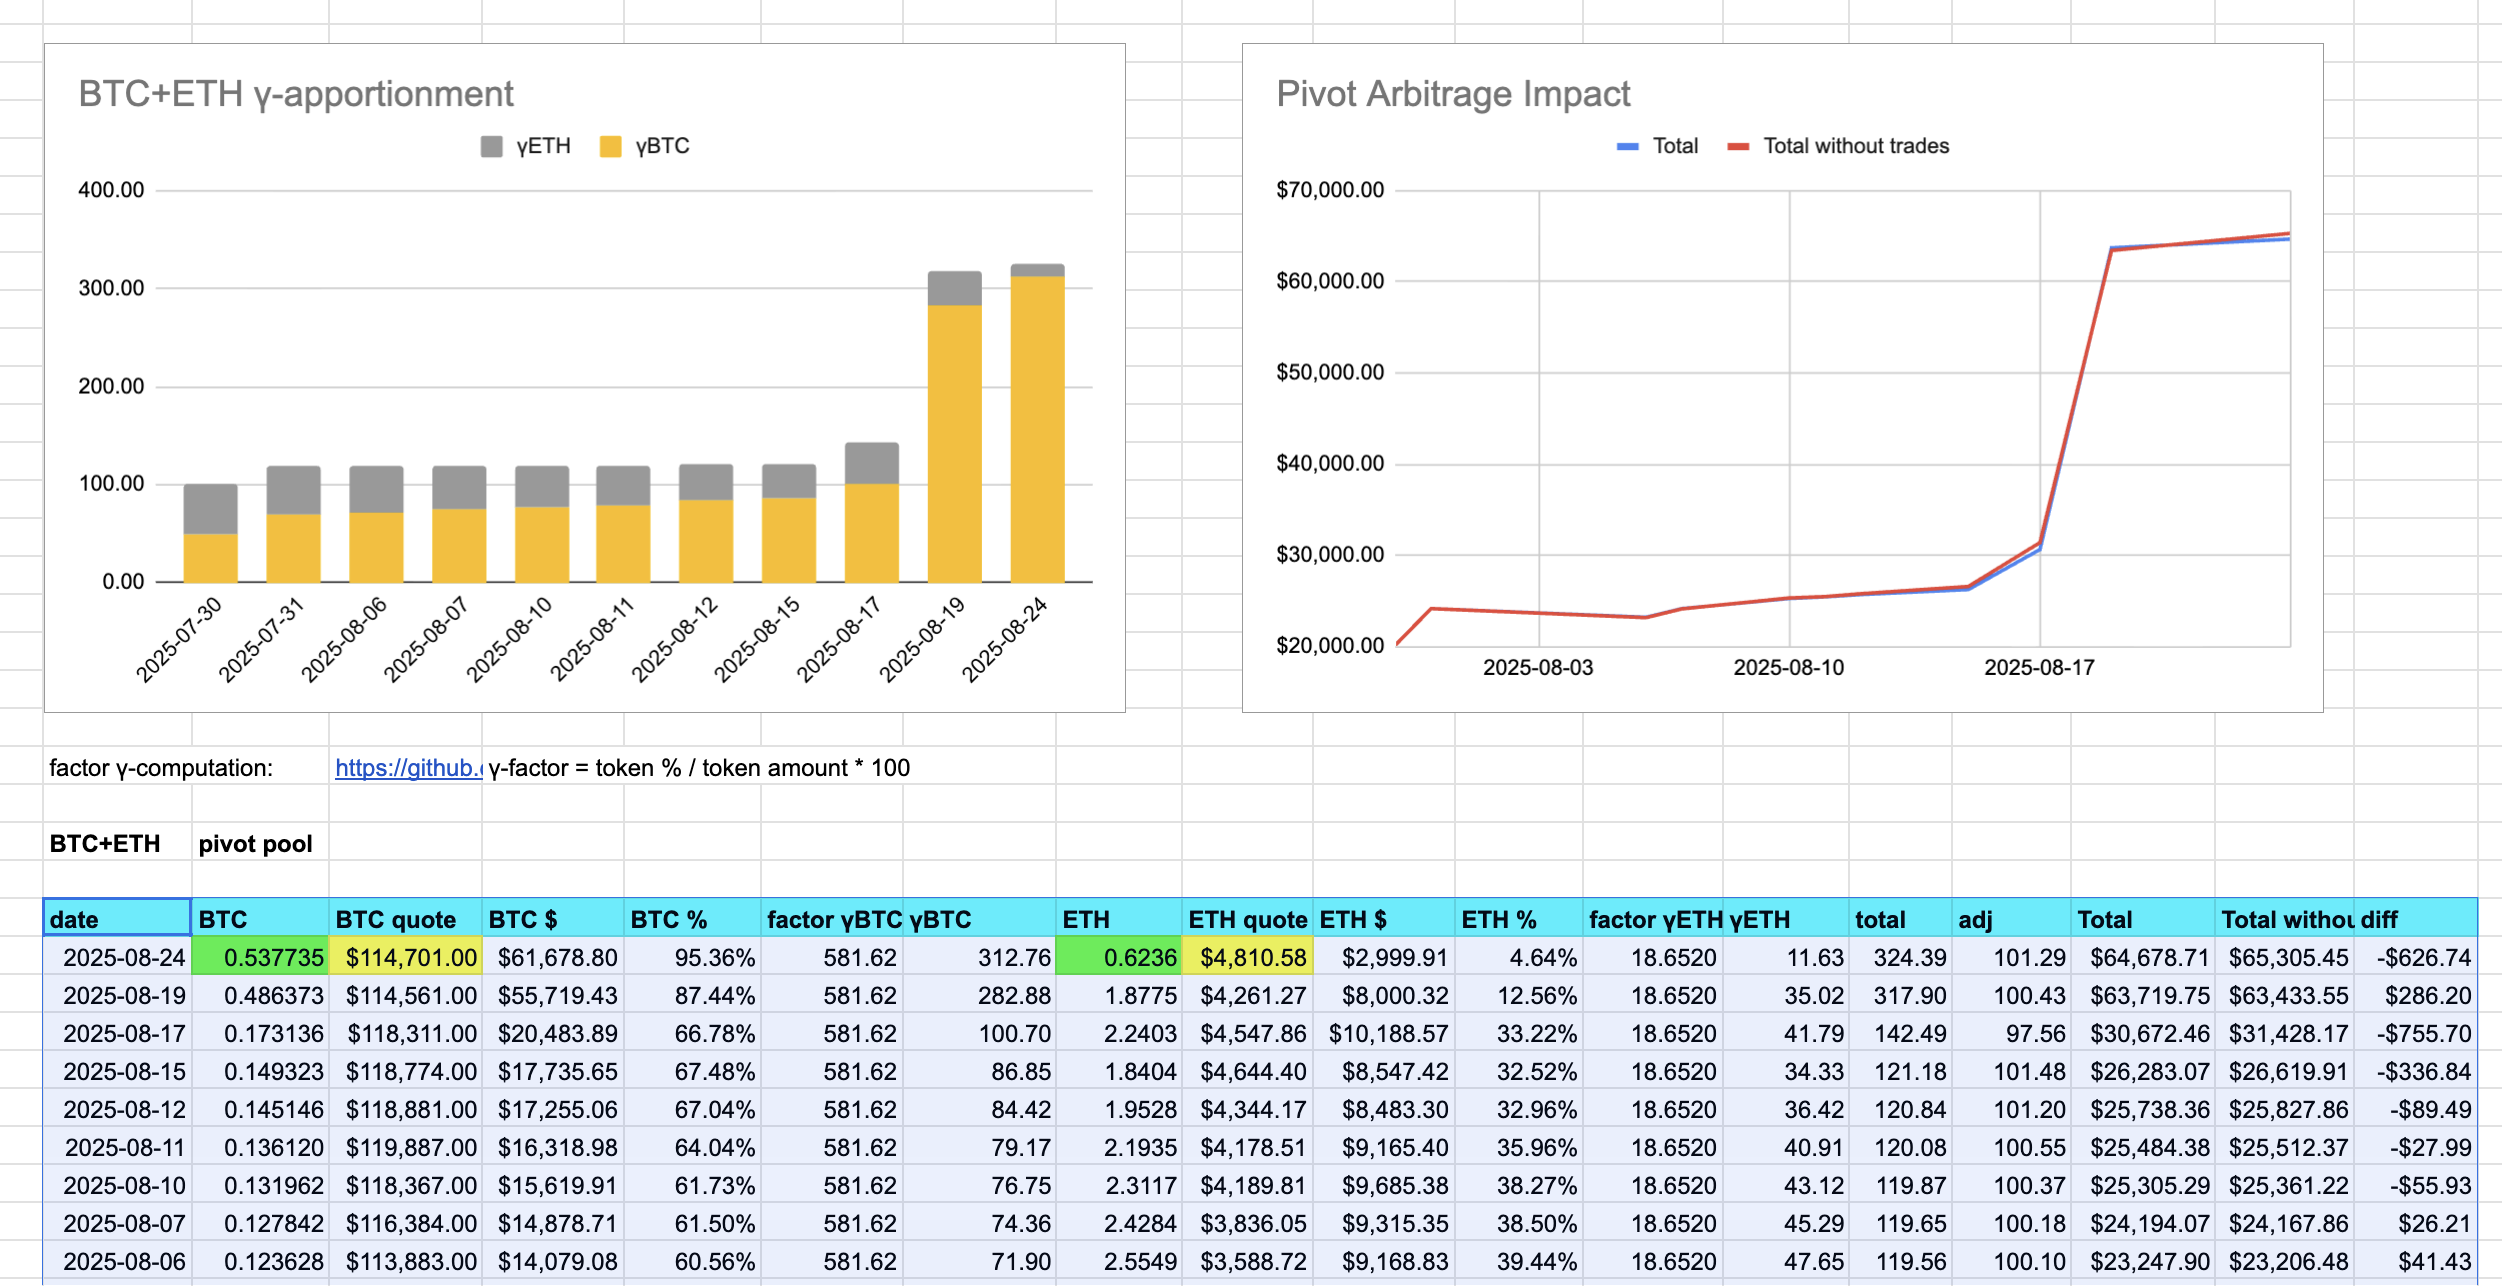 BTC+ETH γ-apportionment
γETH γBTC
400.00
300.00
200.00
100.00
0.00
2025-07-30 2025-07-31 2025-08-06 2025-08-07 2025-08-10 2025-08-11 2025-08-12 2025-08-15 2025-08-17 2025-08-19 2025-08-24
Pivot Arbitrage Impact
Total Total without trades
$70,000.00
$60,000.00
$50,000.00
$40,000.00
$30,000.00
$20,000.00
2025-08-03 2025-08-10 2025-08-17
factor γ-computation: https://github. γ-factor = token % / token amount * 100
BTC+ETH pivot pool
date BTC BTC quote BTC $ BTC % factor γBTC γBTC ETH ETH quote ETH $ ETH % factor γETH γETH total adj Total Total withou diff
2025-08-24 0.537735 $114,701.00 $61,678.80 95.36% 581.62 312.76 0.6236 $4,810.58 $2,999.91 4.64% 18.6520 11.63 324.39 101.29 $64,678.71 $65,305.45 -$626.74
2025-08-19 0.486373 $114,561.00 $55,719.43 87.44% 581.62 282.88 1.8775 $4,261.27 $8,000.32 12.56% 18.6520 35.02 317.90 100.43 $63,719.75 $63,433.55 $286.20
2025-08-17 0.173136 $118,311.00 $20,483.89 66.78% 581.62 100.70 2.2403 $4,547.86 $10,188.57 33.22% 18.6520 41.79 142.49 97.56 $30,672.46 $31,428.17 -$755.70
2025-08-15 0.149323 $118,774.00 $17,735.65 67.48% 581.62 86.85 1.8404 $4,644.40 $8,547.42 32.52% 18.6520 34.33 121.18 101.48 $26,283.07 $26,619.91 -$336.84
2025-08-12 0.145146 $118,881.00 $17,255.06 67.04% 581.62 84.42 1.9528 $4,344.17 $8,483.30 32.96% 18.6520 36.42 120.84 101.20 $25,738.36 $25,827.86 -$89.49
2025-08-11 0.136120 $119,887.00 $16,318.98 64.04% 581.62 79.17 2.1935 $4,178.51 $9,165.40 35.96% 18.6520 40.91 120.08 100.55 $25,484.38 $25,512.37 -$27.99
2025-08-10 0.131962 $118,367.00 $15,619.91 61.73% 581.62 76.75 2.3117 $4,189.81 $9,685.38 38.27% 18.6520 43.12 119.87 100.37 $25,305.29 $25,361.22 -$55.93
2025-08-07 0.127842 $116,384.00 $14,878.71 61.50% 581.62 74.36 2.4284 $3,836.05 $9,315.35 38.50% 18.6520 45.29 119.65 100.18 $24,194.07 $24,167.86 $26.21
2025-08-06 0.123628 $113,883.00 $14,079.08 60.56% 581.62 71.90 2.5549 $3,588.72 $9,168.83 39.44% 18.6520 47.65 119.56 100.10 $23,247.90 $23,206.48 $41.43